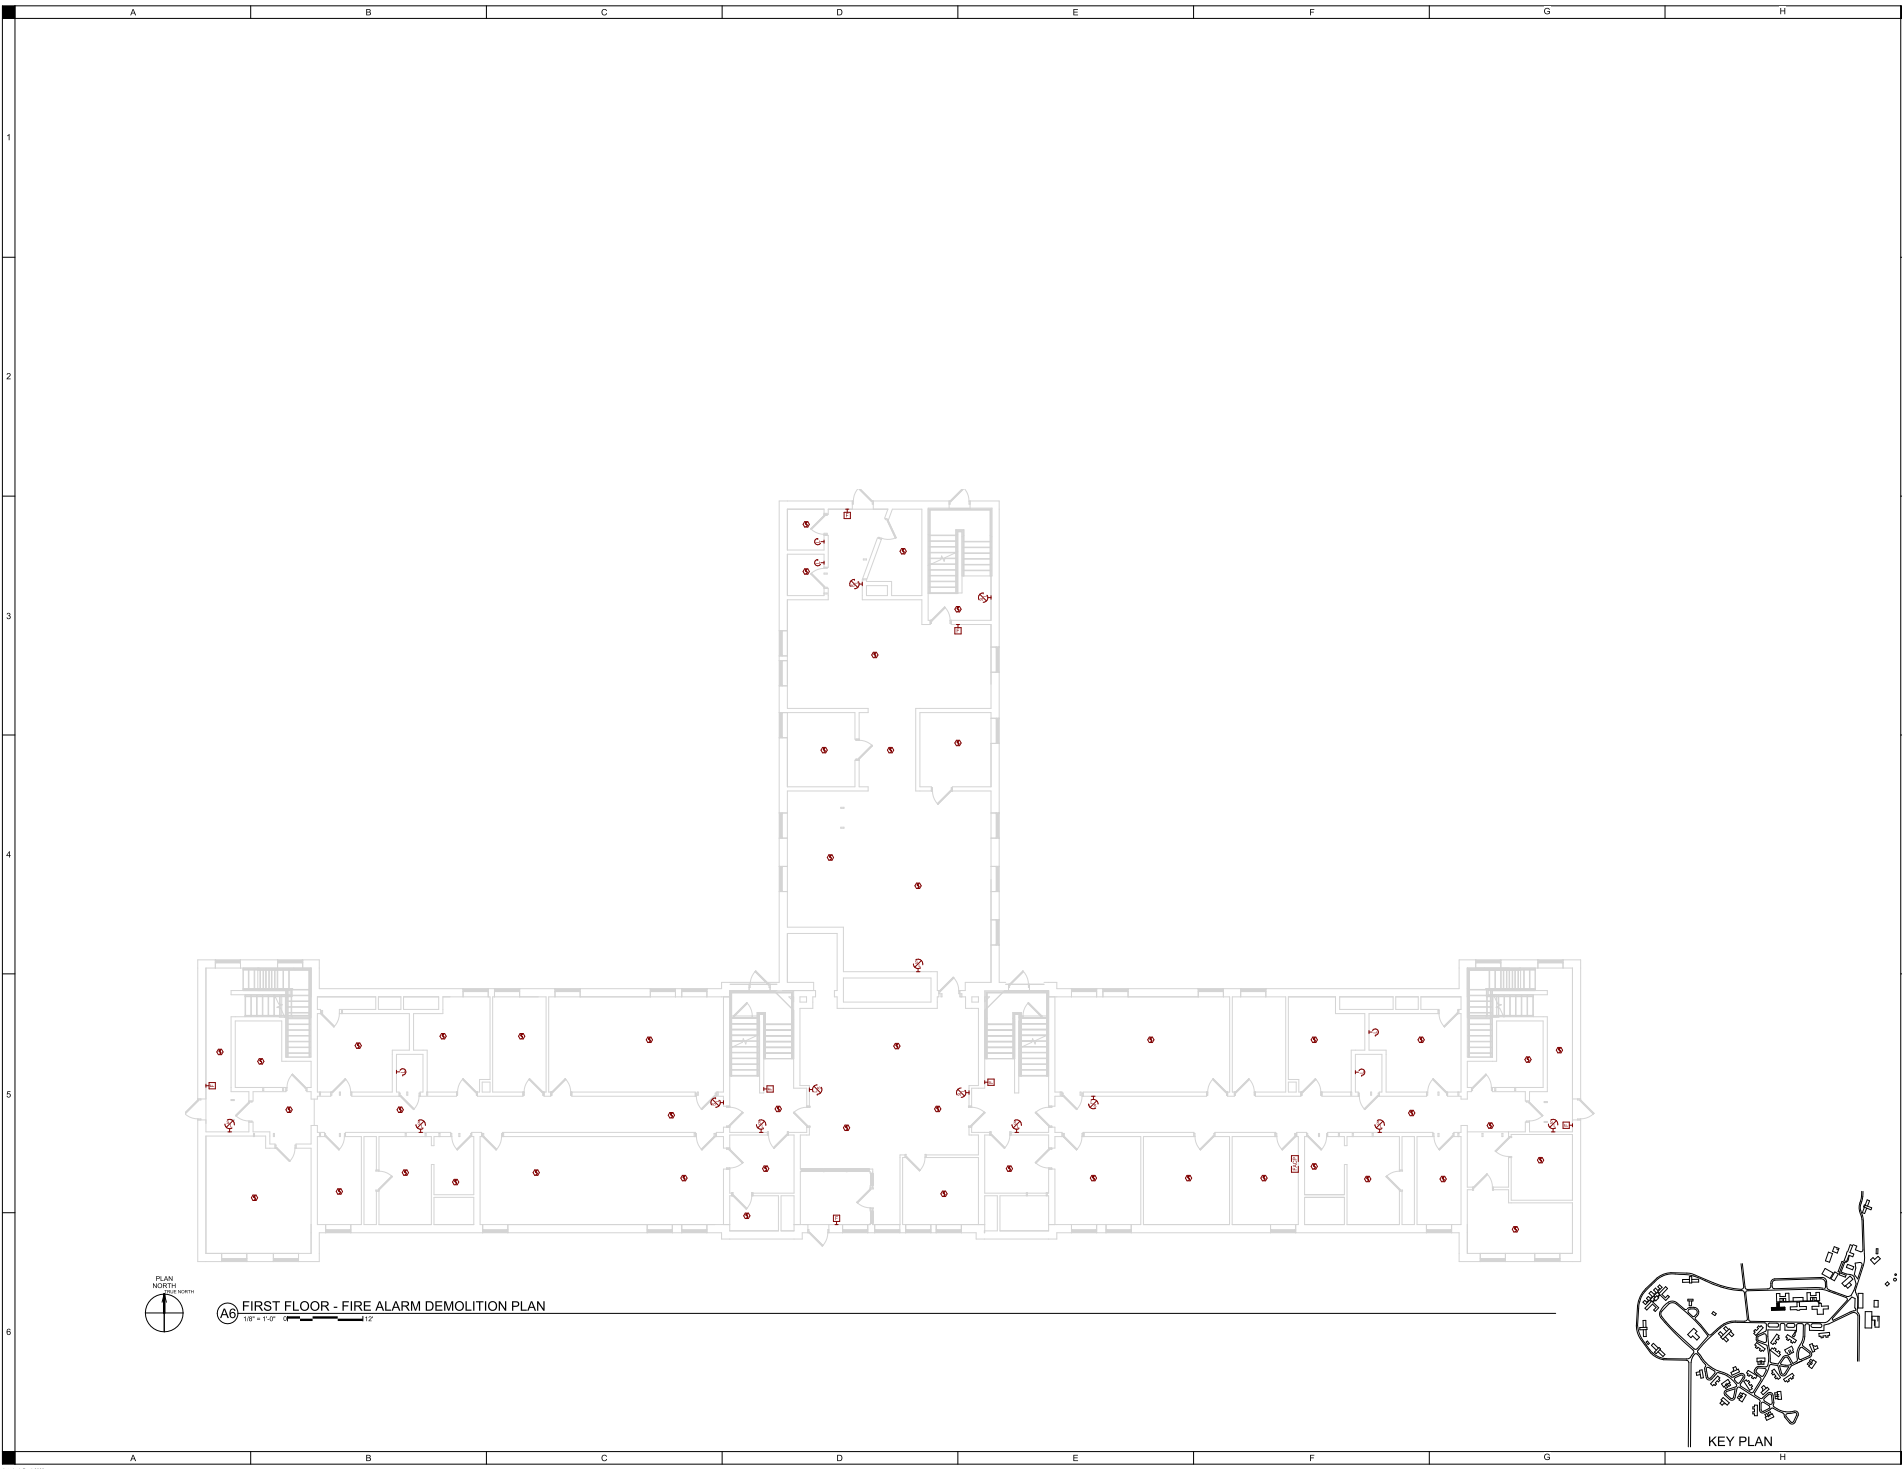 A B C D E F G H
1
2
3
4
5
6
PLAN
NORTH
TRUE NORTH
A6 FIRST FLOOR - FIRE ALARM DEMOLITION PLAN
1/8" = 1'-0" 0 12'
KEY PLAN
A B C D E F G H